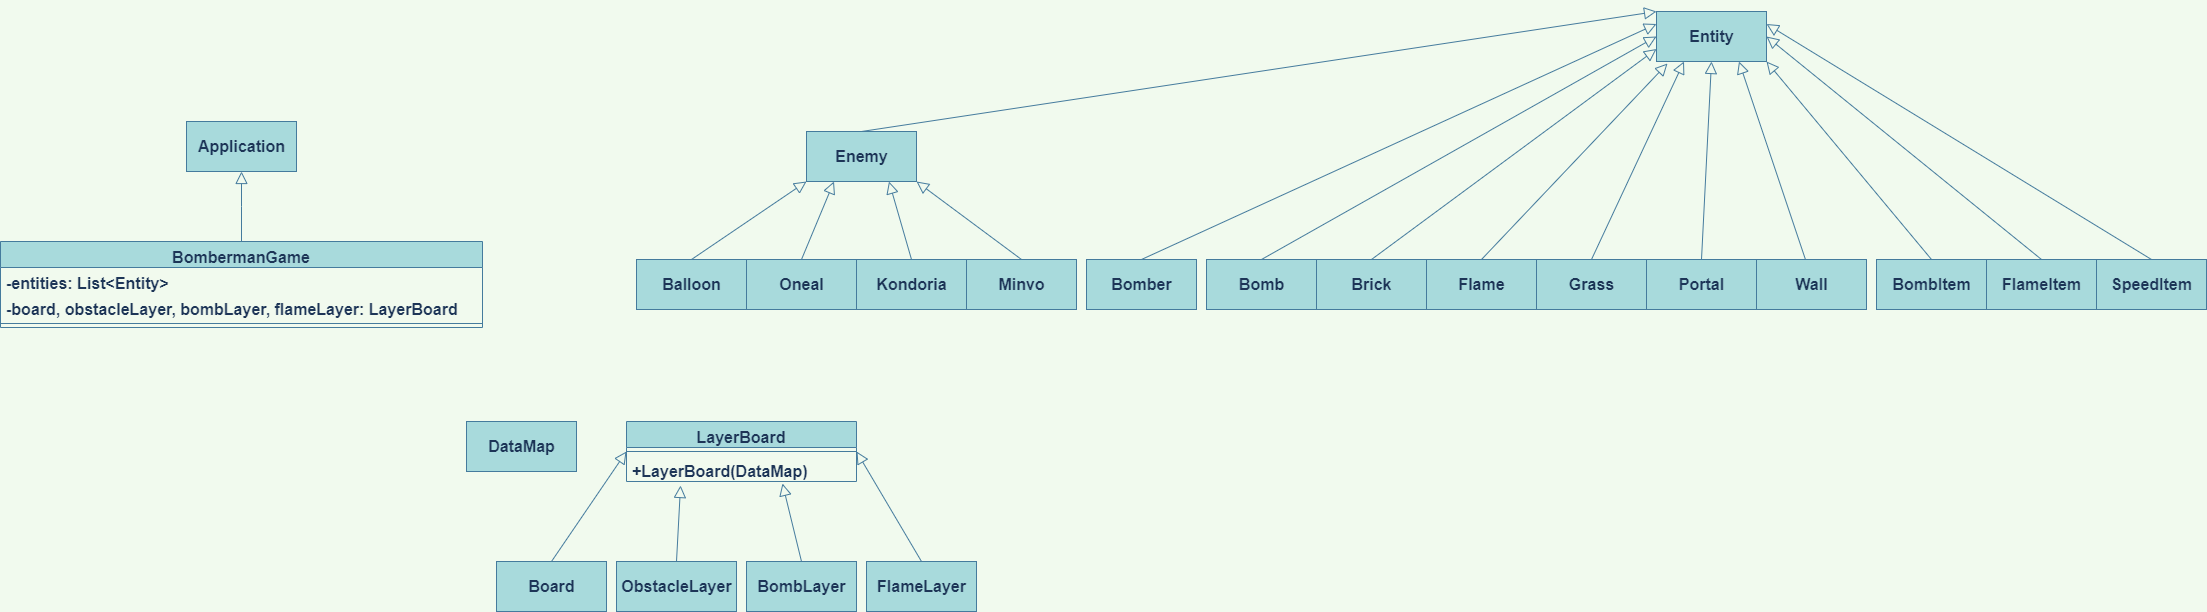 Entity
Application
Enemy
BombermanGame
-entities: List<Entity>
-board, obstacleLayer, bombLayer, flameLayer: LayerBoard
Balloon
Oneal
Kondoria
Minvo
Bomber
Bomb
Brick
Flame
Grass
Portal
Wall
BombItem
FlameItem
SpeedItem
DataMap
LayerBoard
+LayerBoard(DataMap)
Board
ObstacleLayer
BombLayer
FlameLayer